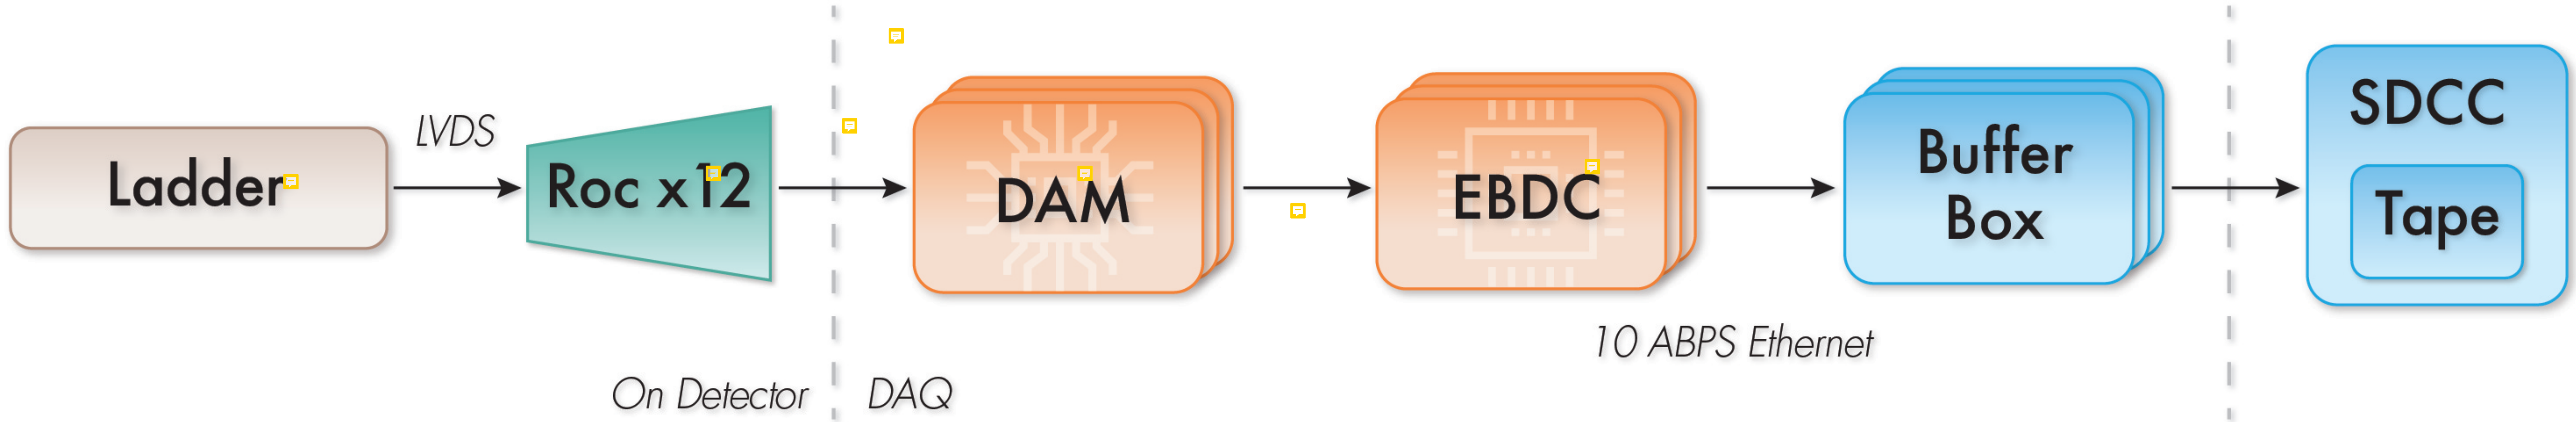 Ladder
LVDS
Roc x12
DAM
EBDC
Buffer
Box
SDCC
Tape
10 ABPS Ethernet
On Detector
DAQ